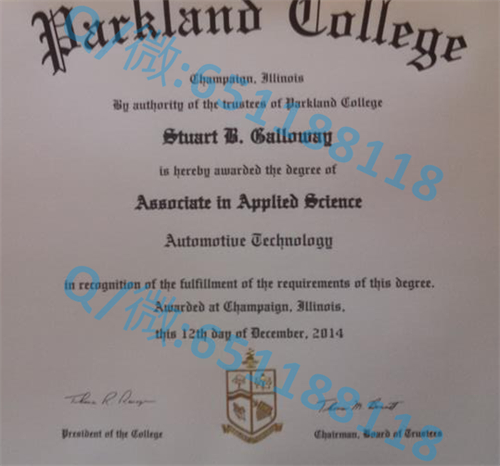 Parkland College
Champaign, Illinois
By authority of the trustees of Parkland College
Stuart B. Galloway
is hereby awarded the degree of
Associate in Applied Science
Automotive Technology
in recognition of the fulfillment of the requirements of this degree.
Awarded at Champaign, Illinois,
this 12th day of December, 2014
President of the College
Chairman, Board of Trustees
Q/微:651188118
Q/微:651188118